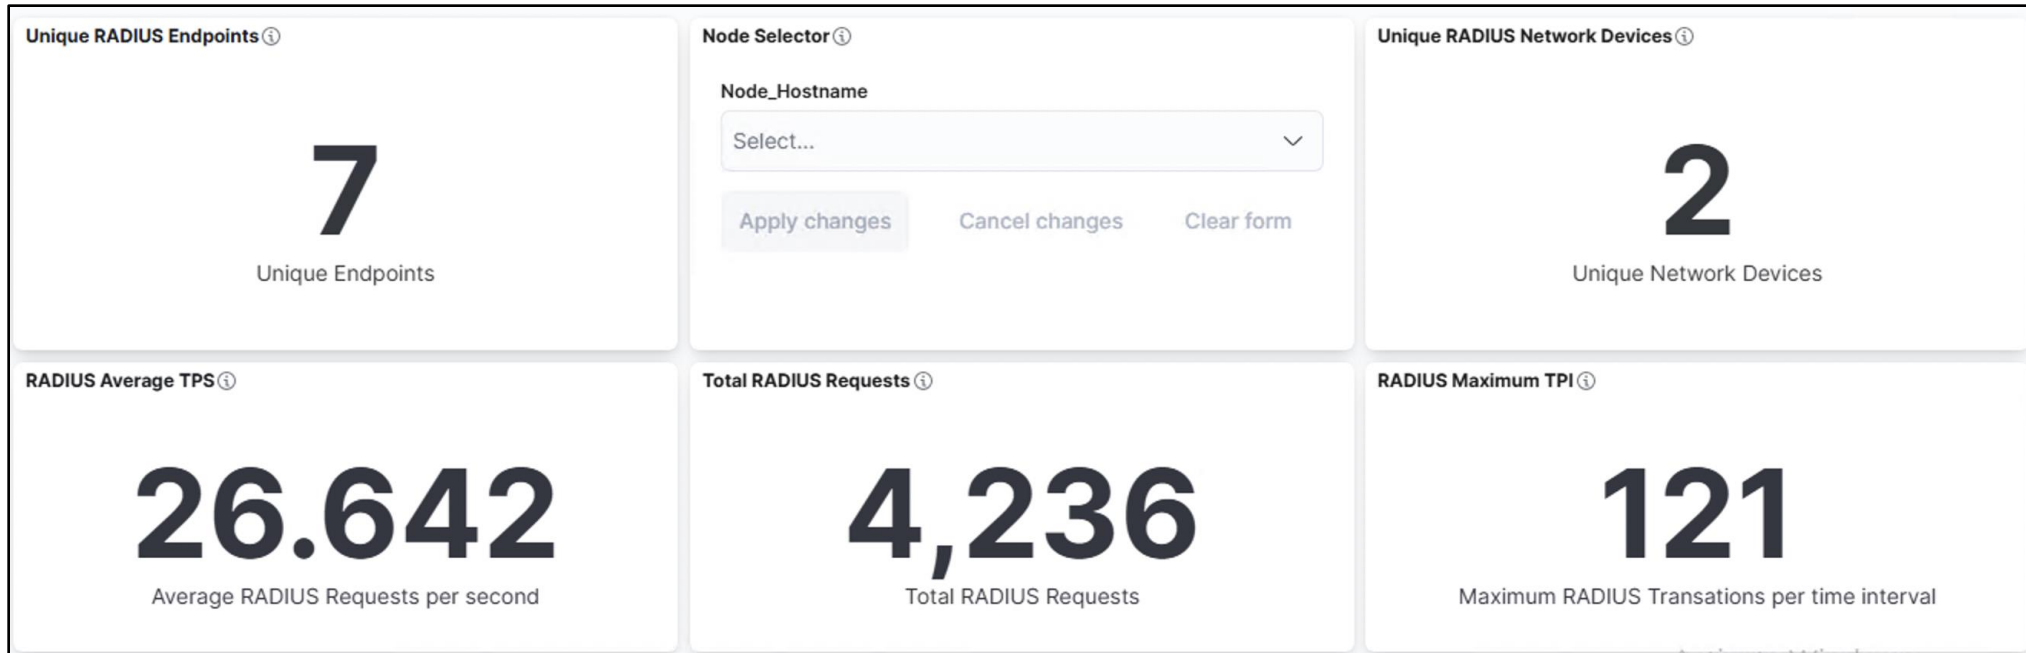 Unique RADIUS Endpoints
7
Unique Endpoints
Node Selector
Node_Hostname
Select...
Apply changes Cancel changes Clear form
Unique RADIUS Network Devices
2
Unique Network Devices
RADIUS Average TPS
26.642
Average RADIUS Requests per second
Total RADIUS Requests
4,236
Total RADIUS Requests
RADIUS Maximum TPI
121
Maximum RADIUS Transations per time interval